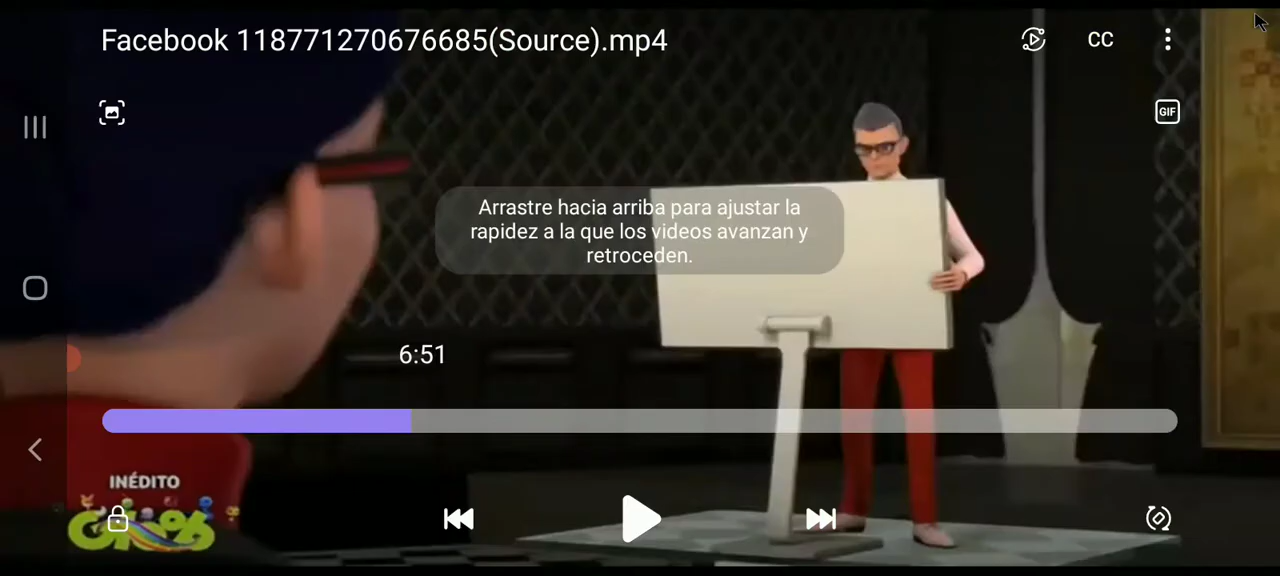 Facebook 118771270676685(Source).mp4
CC
GIF
Arrastre hacia arriba para ajustar la
rapidez a la que los videos avanzan y
retroceden.
6:51
INÉDITO